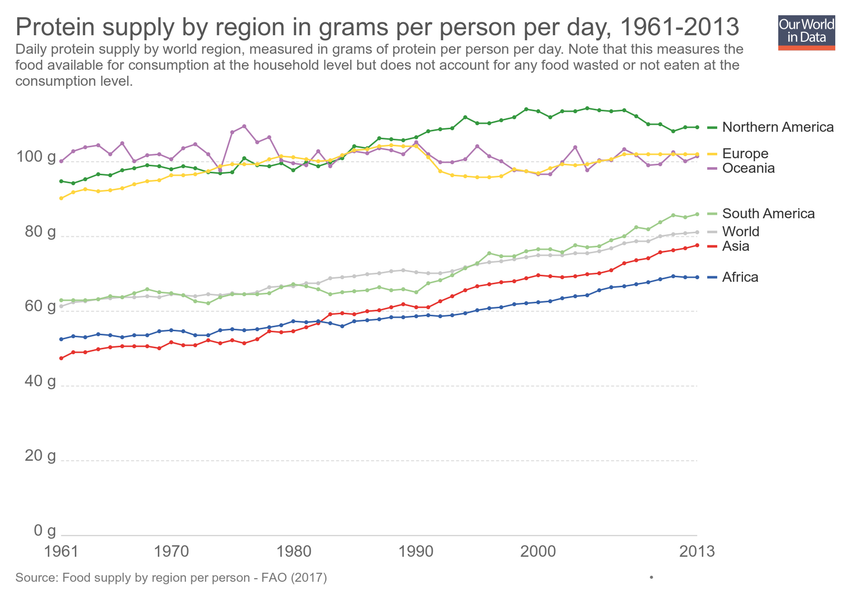 Protein supply by region in grams per person per day, 1961-2013
Our World
in Data
Daily protein supply by world region, measured in grams of protein per person per day. Note that this measures the
food available for consumption at the household level but does not account for any food wasted or not eaten at the
consumption level.
Northern America
100 g
Europe
Oceania
South America
80 g
World
Asia
Africa
60 g
40 g
20 g
0 g
1961
1970
1980
1990
2000
2013
Source: Food supply by region per person - FAO (2017)
•